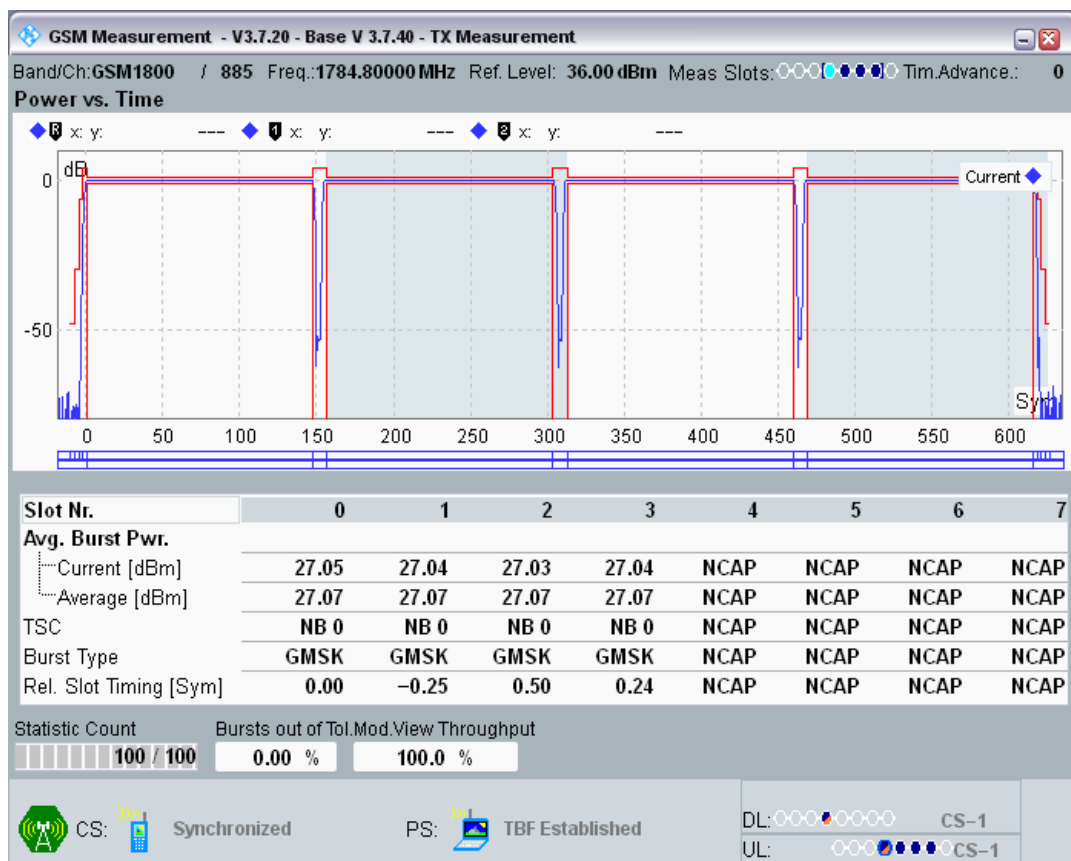 GSM Measurement - V3.7.20 - Base V 3.7.40 - TX Measurement
Band/Ch:GSM1800 / 885 Freq.:1784.80000 MHz Ref. Level: 36.00 dBm Meas Slots: Tim.Advance.: 0
Power vs. Time
R x: y: --- 1 x: y: --- 2 x: y: ---
dB
Current
0
-50
Sym
0 50 100 150 200 250 300 350 400 450 500 550 600
Slot Nr. 0 1 2 3 4 5 6 7
Avg. Burst Pwr.
Current [dBm] 27.05 27.04 27.03 27.04 NCAP NCAP NCAP NCAP
Average [dBm] 27.07 27.07 27.07 27.07 NCAP NCAP NCAP NCAP
TSC NB 0 NB 0 NB 0 NB 0 NCAP NCAP NCAP NCAP
Burst Type GMSK GMSK GMSK GMSK NCAP NCAP NCAP NCAP
Rel. Slot Timing [Sym] 0.00 −0.25 0.50 0.24 NCAP NCAP NCAP NCAP
Statistic Count Bursts out of Tol.Mod.View Throughput
100 / 100 0.00 % 100.0 %
CS: Synchronized PS: TBF Established
DL: CS−1
UL: CS−1